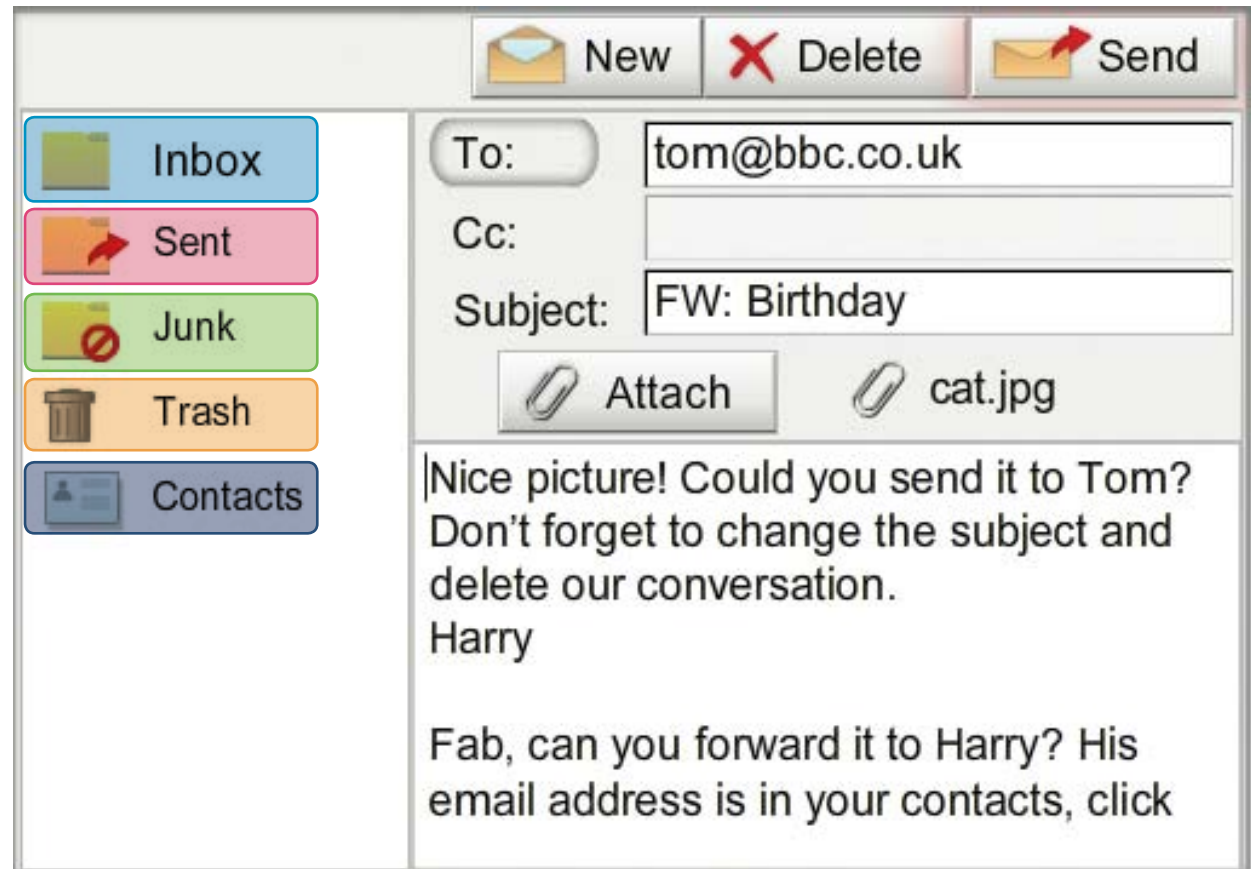 New Delete Send
Inbox
Sent
Junk
Trash
Contacts
To: tom@bbc.co.uk
Cc:
Subject: FW: Birthday
Attach cat.jpg
Nice picture! Could you send it to Tom?
Don't forget to change the subject and
delete our conversation.
Harry
Fab, can you forward it to Harry? His
email address is in your contacts, click